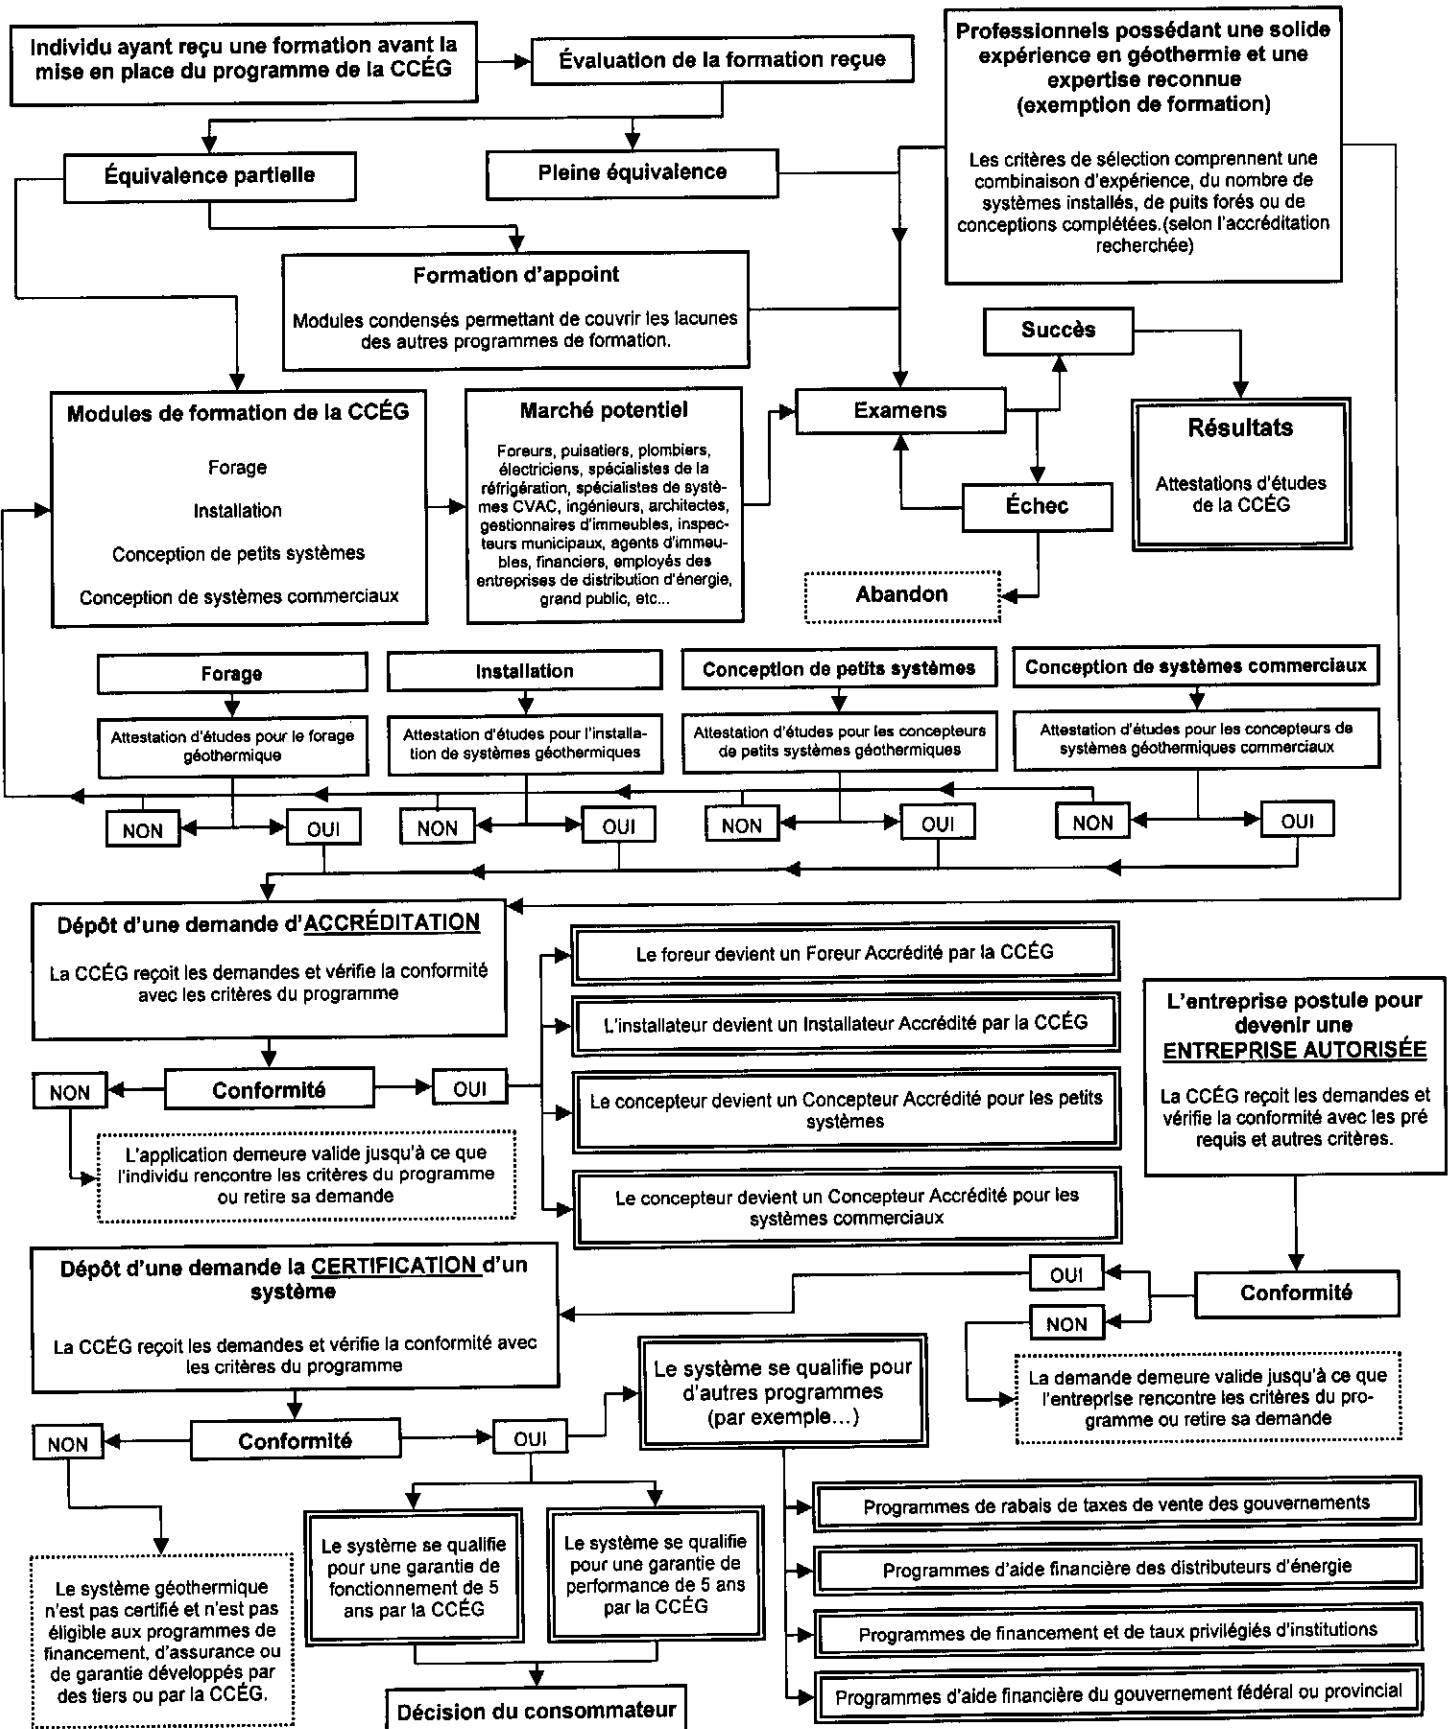 Individu ayant reçu une formation avant la
mise en place du programme de la CCÉG
Évaluation de la formation reçue
Professionnels possédant une solide
expérience en géothermie et une
expertise reconnue
(exemption de formation)
Les critères de sélection comprennent une
combinaison d'expérience, du nombre de
systèmes installés, de puits forés ou de
conceptions complétées.(selon l'accréditation
recherchée)
Équivalence partielle
Pleine équivalence
Formation d'appoint
Modules condensés permettant de couvrir les lacunes
des autres programmes de formation.
Succès
Modules de formation de la CCÉG
Forage
Installation
Conception de petits systèmes
Conception de systèmes commerciaux
Marché potentiel
Foreurs, puisatiers, plombiers,
électriciens, spécialistes de la
réfrigération, spécialistes de systè-
mes CVAC, ingénieurs, architectes,
gestionnaires d'immeubles, inspec-
teurs municipaux, agents d'immeu-
bles, financiers, employés des
entreprises de distribution d'énergie,
grand public, etc...
Examens
Résultats
Attestations d'études
de la CCÉG
Échec
Abandon
Forage
Installation
Conception de petits systèmes
Conception de systèmes commerciaux
Attestation d'études pour le forage
géothermique
Attestation d'études pour l'installa-
tion de systèmes géothermiques
Attestation d'études pour les concepteurs
de petits systèmes géothermiques
Attestation d'études pour les concepteurs de
systèmes géothermiques commerciaux
NON
OUI
NON
OUI
NON
OUI
NON
OUI
Dépôt d'une demande d'ACCRÉDITATION
La CCÉG reçoit les demandes et vérifie la conformité
avec les critères du programme
Le foreur devient un Foreur Accrédité par la CCÉG
L'installateur devient un Installateur Accrédité par la CCÉG
Le concepteur devient un Concepteur Accrédité pour les petits
systèmes
Le concepteur devient un Concepteur Accrédité pour les
systèmes commerciaux
NON
Conformité
OUI
L'application demeure valide jusqu'à ce que
l'individu rencontre les critères du programme
ou retire sa demande
L'entreprise postule pour
devenir une
ENTREPRISE AUTORISÉE
La CCÉG reçoit les demandes et
vérifie la conformité avec les pré
requis et autres critères.
Dépôt d'une demande la CERTIFICATION d'un
système
La CCÉG reçoit les demandes et vérifie la conformité avec
les critères du programme
OUI
Conformité
NON
La demande demeure valide jusqu'à ce que
l'entreprise rencontre les critères du pro-
gramme ou retire sa demande
Le système se qualifie pour
d'autres programmes
(par exemple…)
NON
Conformité
OUI
Le système se qualifie
pour une garantie de
fonctionnement de 5
ans par la CCÉG
Le système se qualifie
pour une garantie de
performance de 5 ans
par la CCÉG
Programmes de rabais de taxes de vente des gouvernements
Programmes d'aide financière des distributeurs d'énergie
Programmes de financement et de taux privilégiés d'institutions
Programmes d'aide financière du gouvernement fédéral ou provincial
Le système géothermique
n'est pas certifié et n'est pas
éligible aux programmes de
financement, d'assurance ou
de garantie développés par
des tiers ou par la CCÉG.
Décision du consommateur